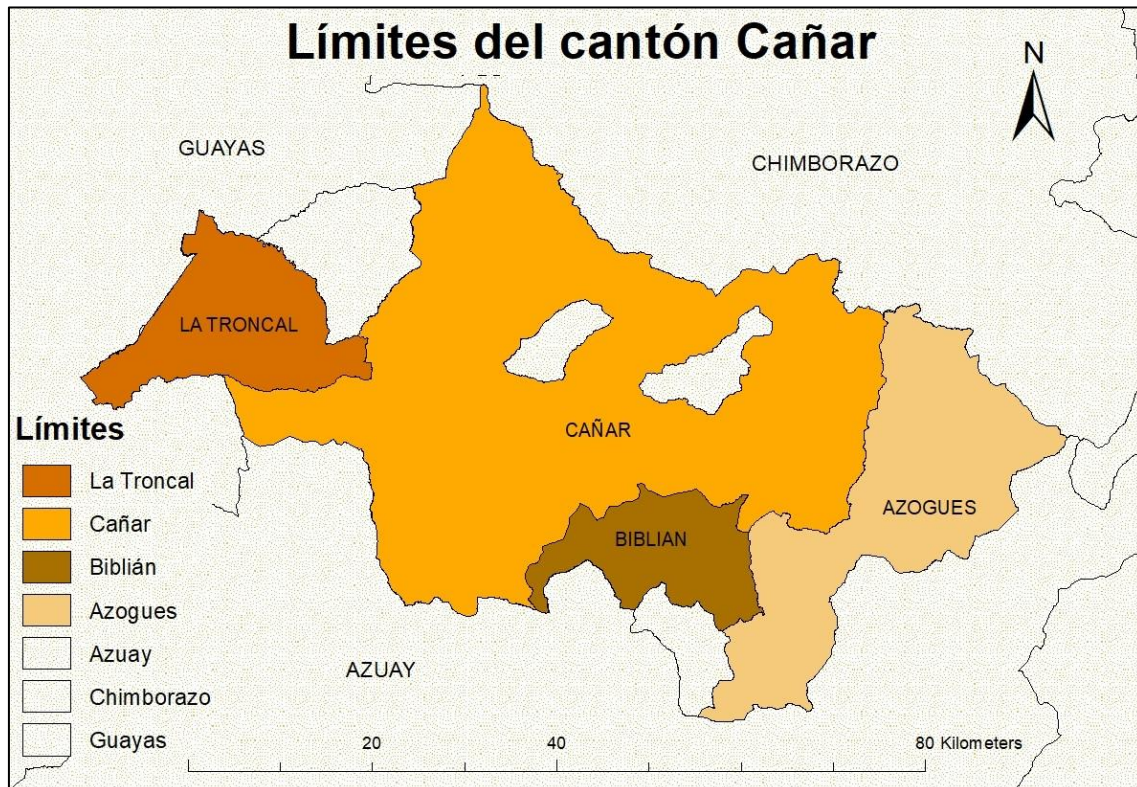 Límites del cantón Cañar
N
GUAYAS
CHIMBORAZO
LA TRONCAL
CAÑAR
AZOGUES
BIBLIAN
AZUAY
Límites
La Troncal
Cañar
Biblián
Azogues
Azuay
Chimborazo
Guayas
20 40 80 Kilometers